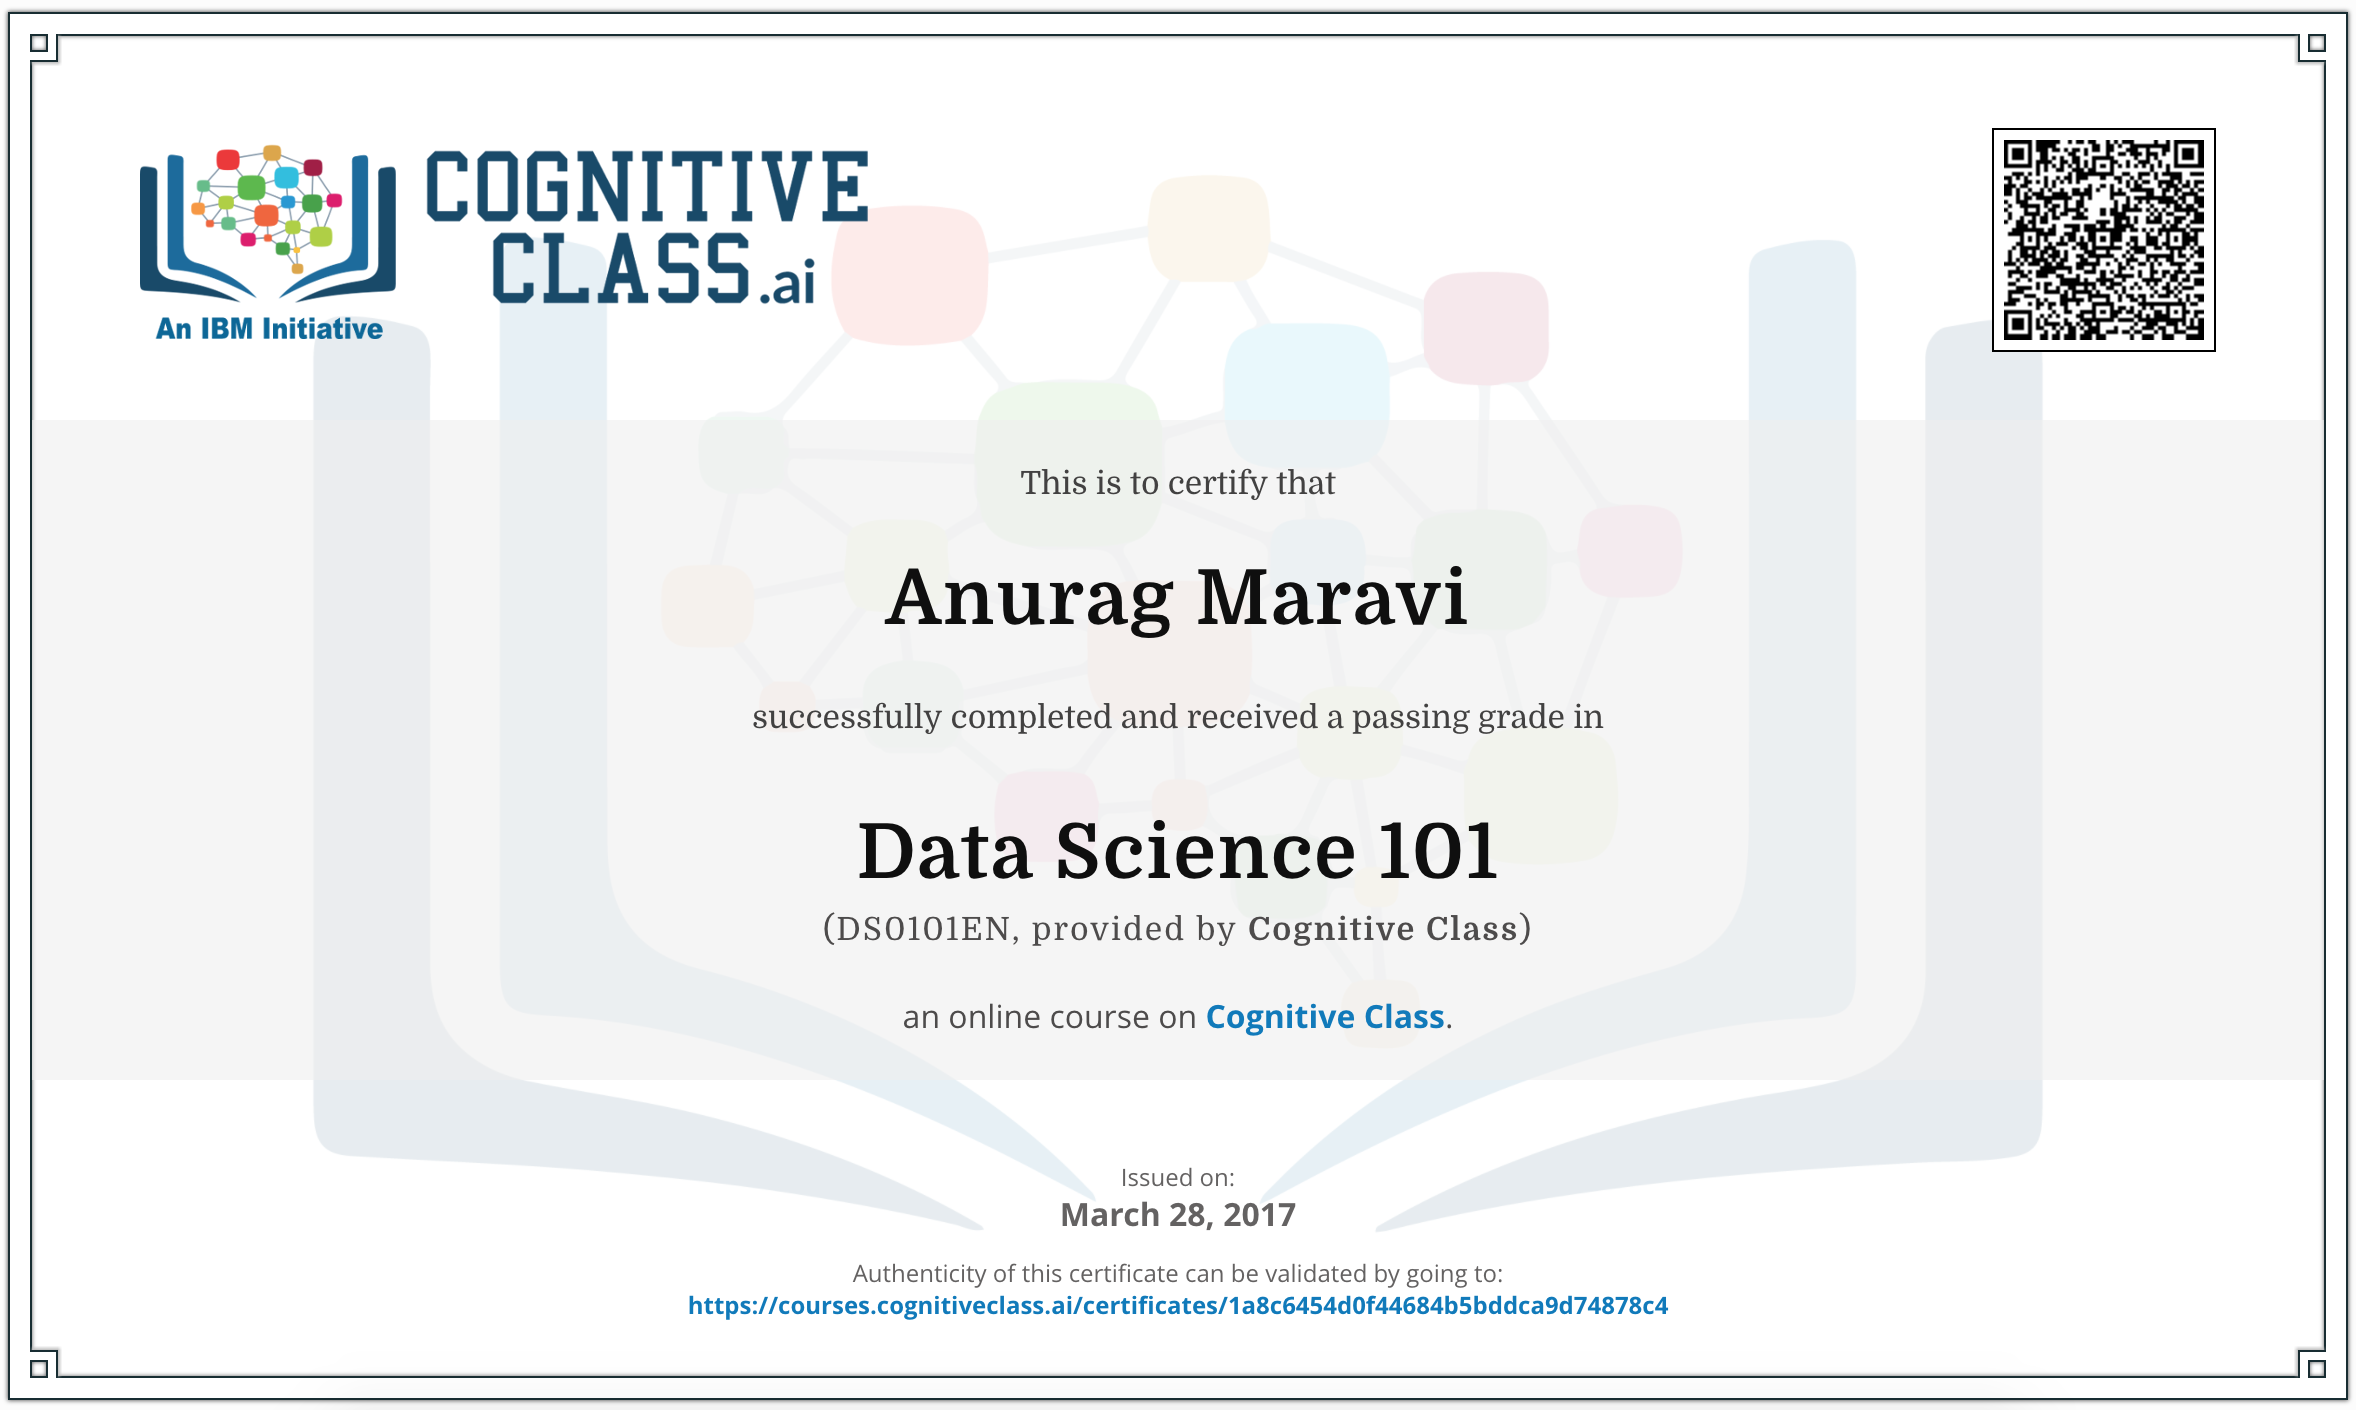 COGNITIVE
CLASS.ai
An IBM Initiative
This is to certify that
Anurag Maravi
successfully completed and received a passing grade in
Data Science 101
(DS0101EN, provided by Cognitive Class)
an online course on Cognitive Class.
Issued on:
March 28, 2017
Authenticity of this certificate can be validated by going to:
https://courses.cognitiveclass.ai/certificates/1a8c6454d0f44684b5bddca9d74878c4